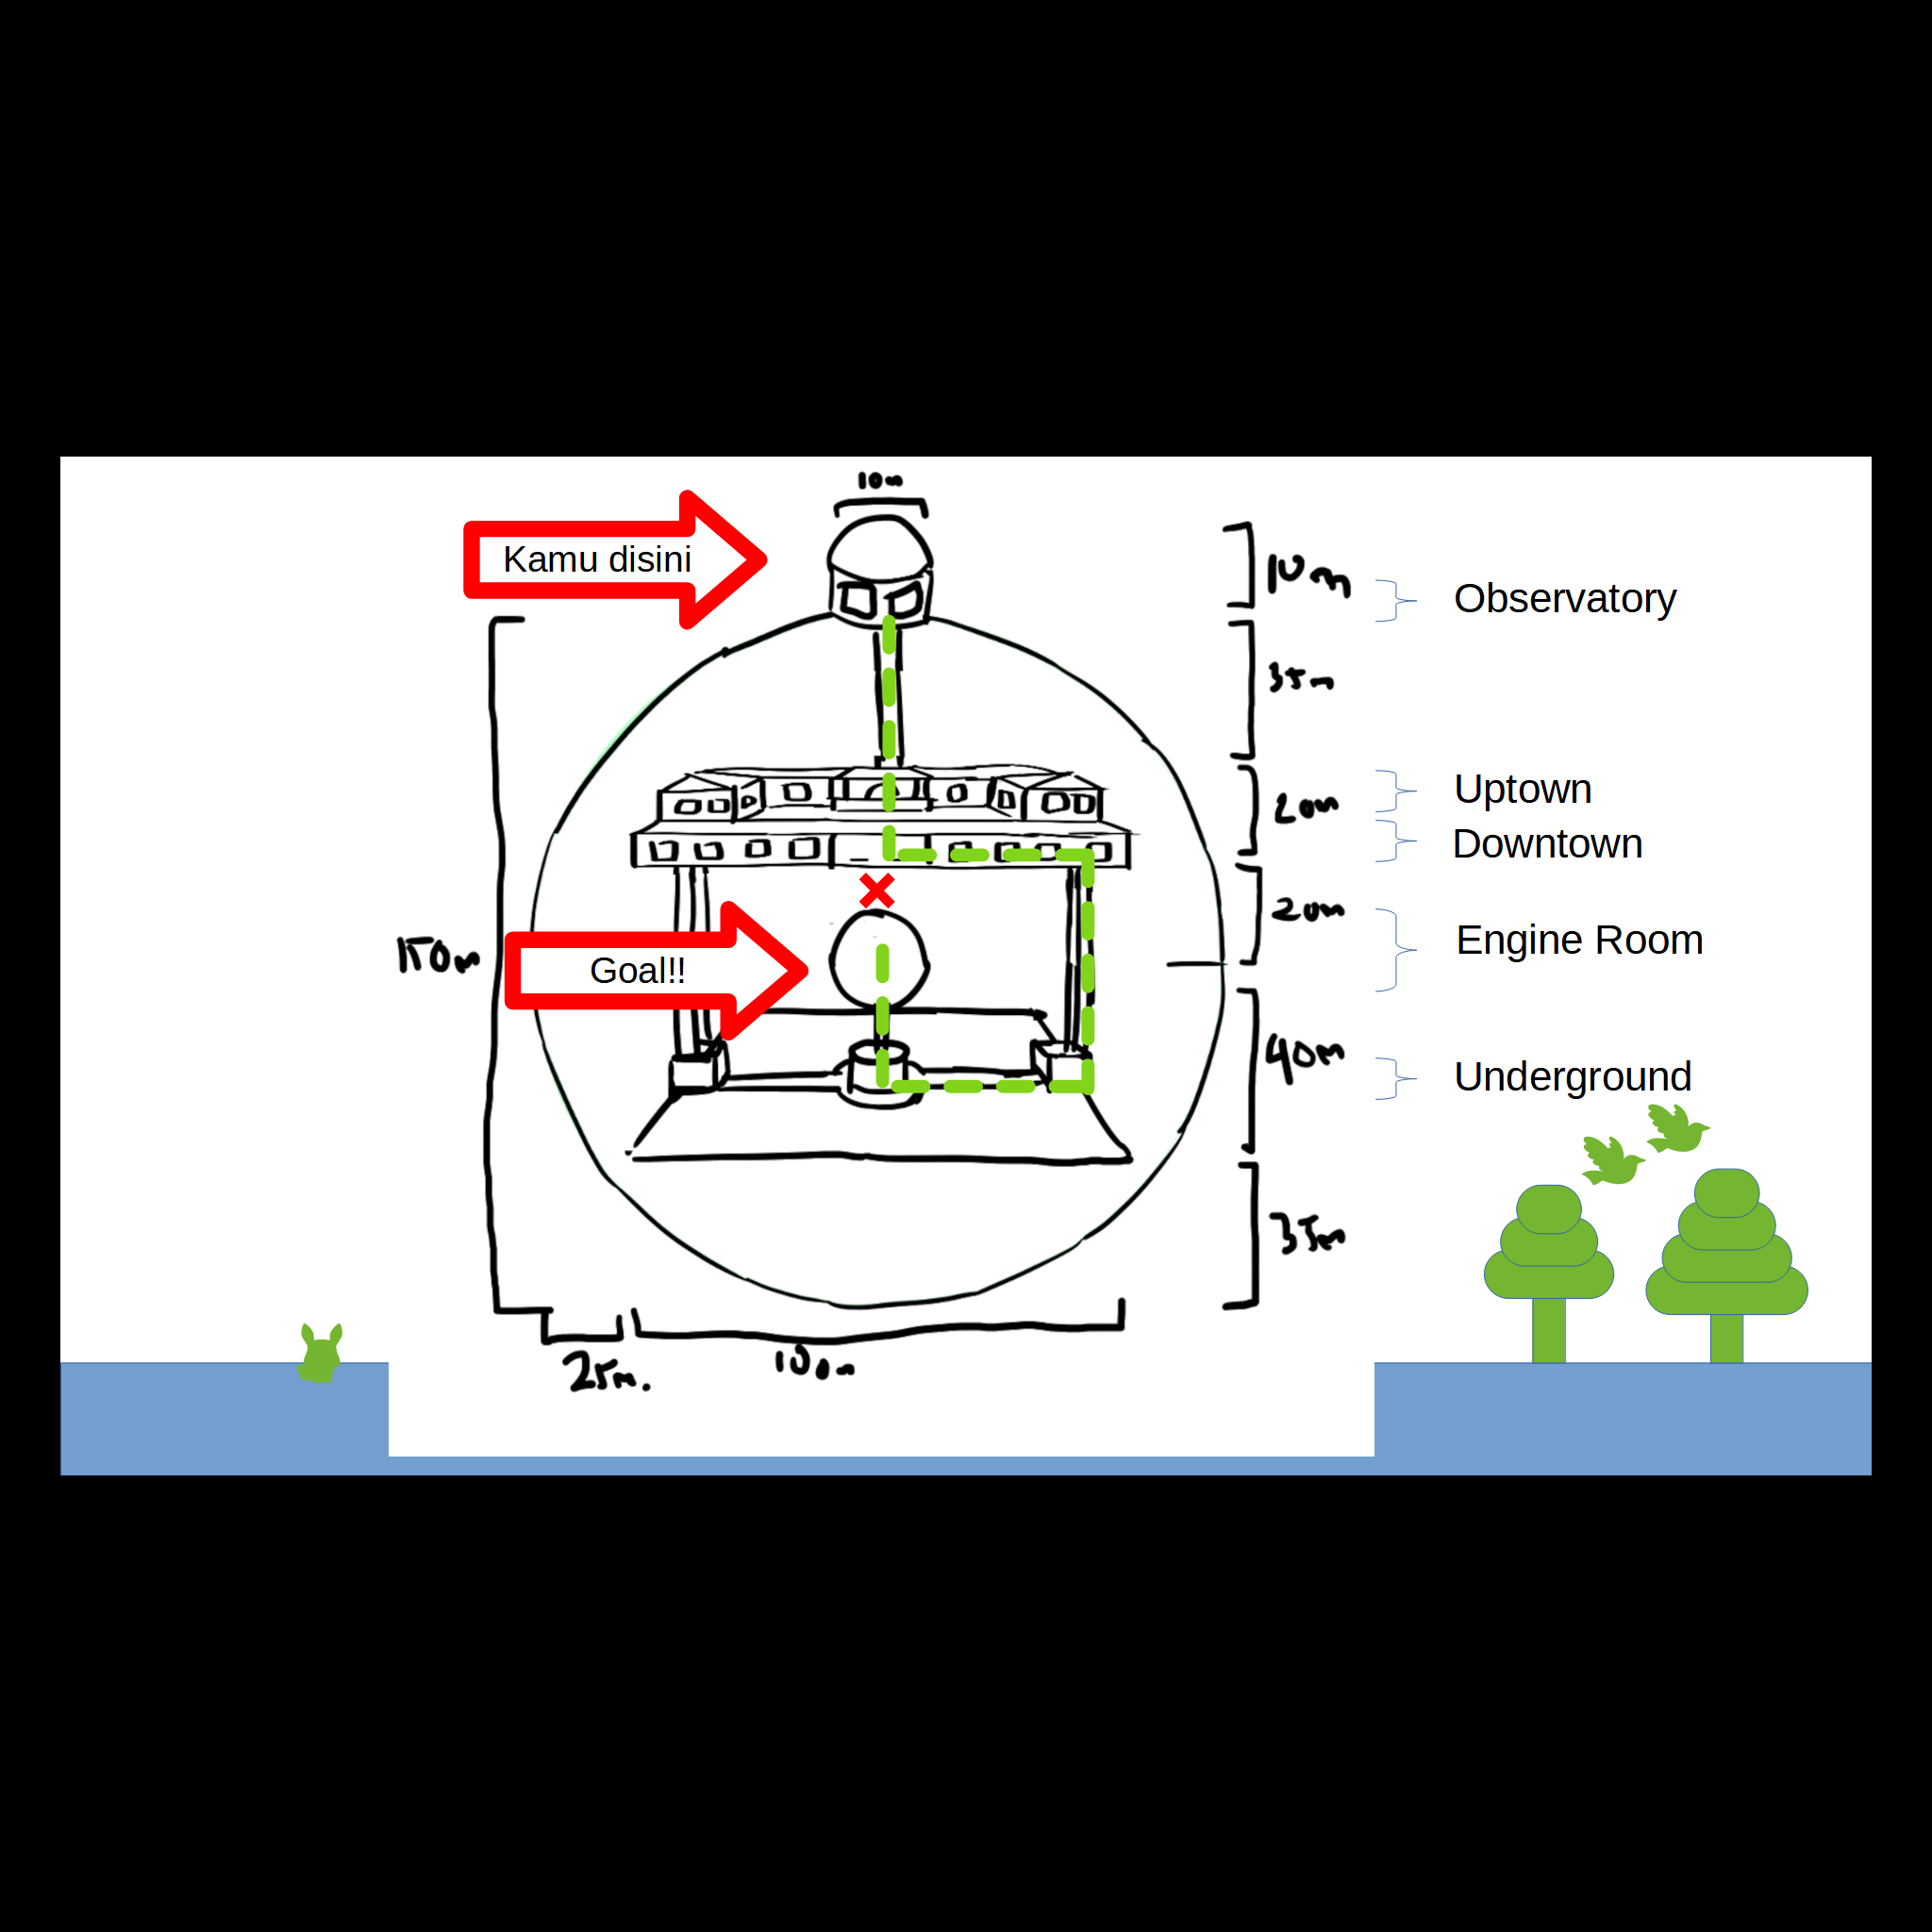 10m
Kamu disini
10m
Observatory
35m
Uptown
20m
Downtown
20m
Engine Room
150m
Goal!!
40m
Underground
35m
25m.
100m